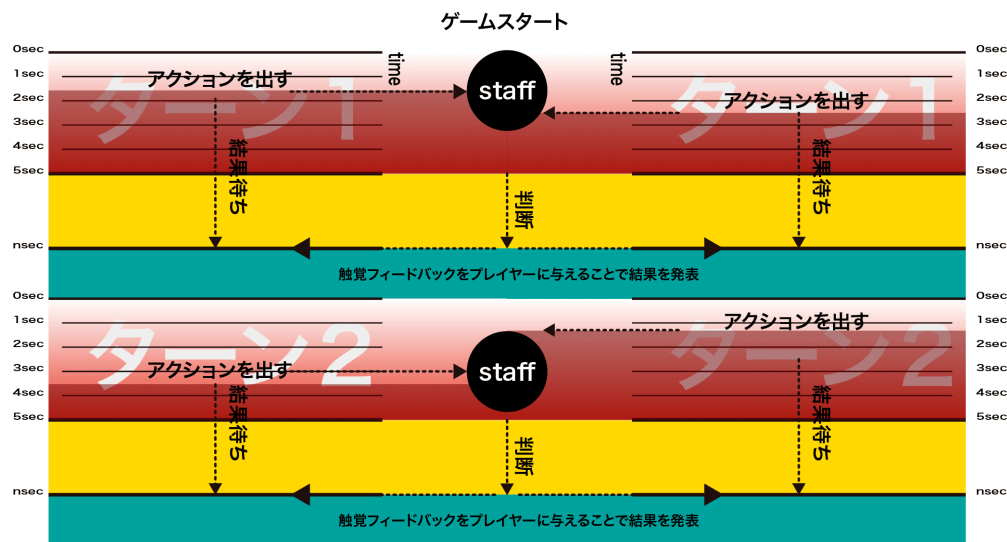 ゲームスタート
0sec
time
time
0sec
1sec
アクションを出す
staff
1sec
2sec
ターン1
ターン1
アクションを出す
2sec
3sec
3sec
4sec
結果待ち
結果待ち
4sec
5sec
5sec
判断
nsec
nsec
触覚フィードバックをプレイヤーに与えることで結果を発表
0sec
0sec
1sec
アクションを出す
1sec
2sec
ターン2
ターン2
2sec
3sec
アクションを出す
staff
3sec
4sec
結果待ち
結果待ち
4sec
5sec
5sec
判断
nsec
nsec
触覚フィードバックをプレイヤーに与えることで結果を発表